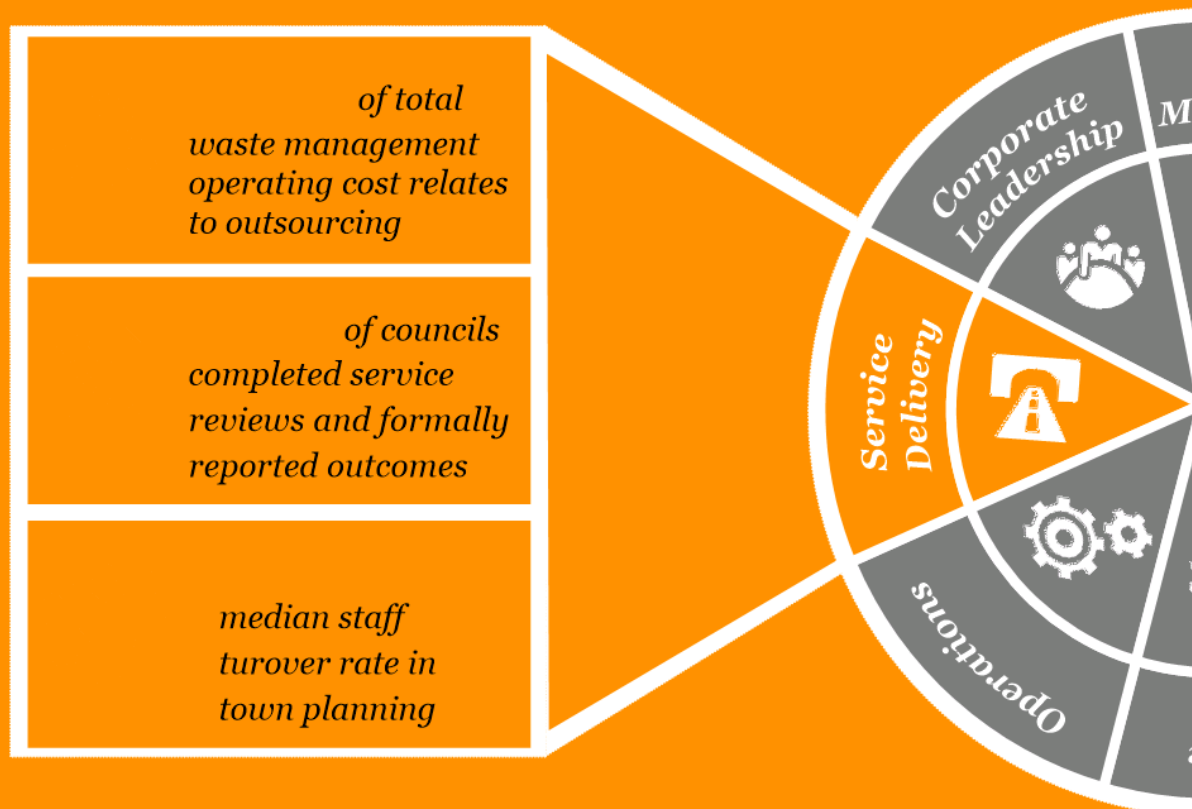 of total
waste management
operating cost relates
to outsourcing
of councils
completed service
reviews and formally
reported outcomes
median staff
turover rate in
town planning
Corporate
Leadership
Service
Delivery
Operations